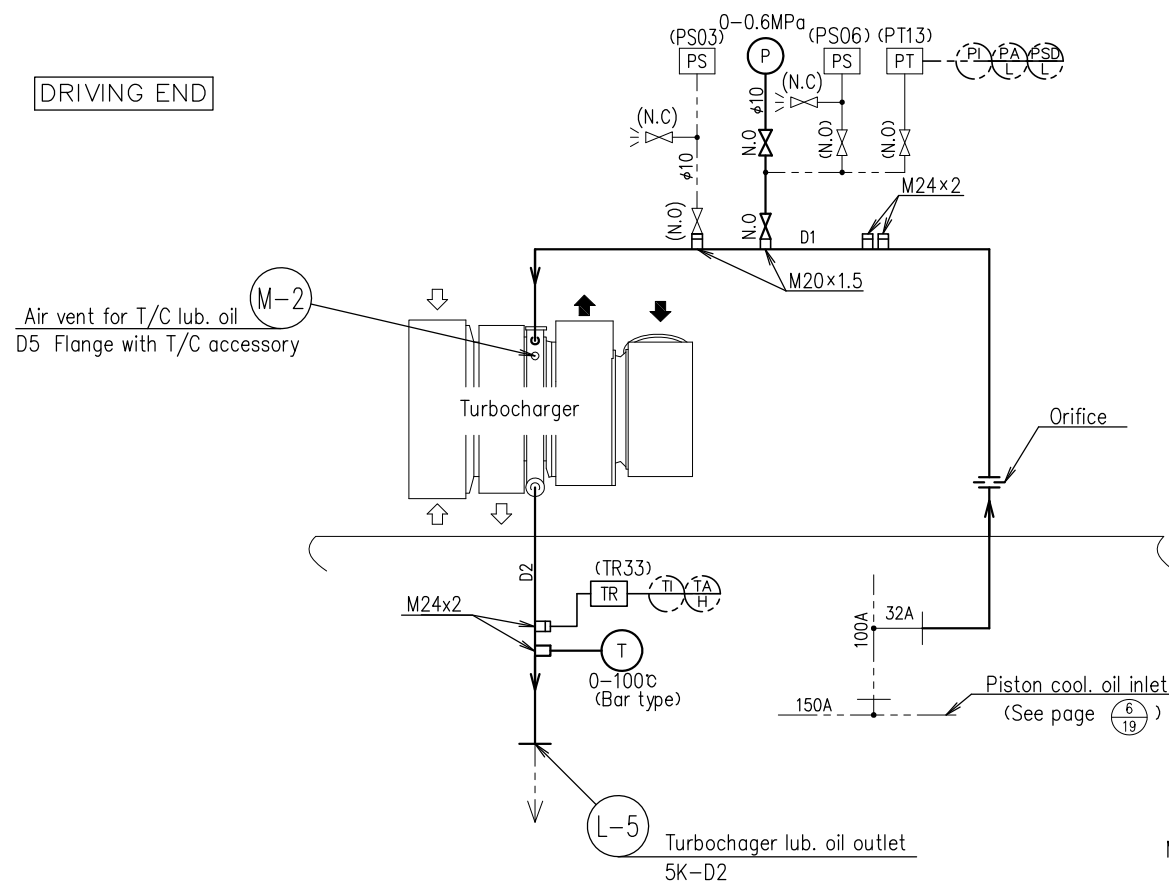 DRIVING END
0-0.6MPa
(PS03)
(PS06)
(PT13)
PS
P
PS
PT
PI
PA
L
PSD
L
(N.C)
(N.C)
φ10
φ10
N.O
(N.O)
(N.O)
(N.O)
N.O
M24×2
D1
M20×1.5
M-2
Air vent for T/C lub. oil
D5 Flange with T/C accessory
Turbocharger
Orifice
D2
(TR33)
TR
TI
TA
H
M24x2
T
0-100℃
(Bar type)
100A
32A
150A
Piston cool. oil inlet
(See page 6/19)
L-5
Turbochager lub. oil outlet
5K-D2